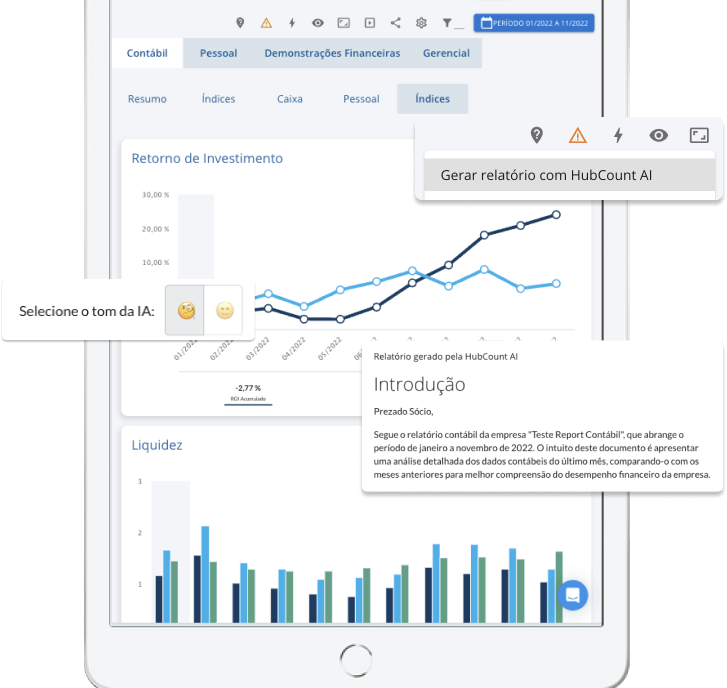 PERÍODO 01/2022 A 11/2022
Contábil Pessoal Demonstrações Financeiras Gerencial
Resumo Índices Caixa Pessoal Índices
Gerar relatório com HubCount AI
Retorno de Investimento
30,00 %
20,00 %
10,00 %
Selecione o tom da IA:
01/2022 02/2022 03/2022 04/2022 05/2022
-2,77 %
ROI Acumulado
Relatório gerado pela HubCount AI
Introdução
Prezado Sócio,
Segue o relatório contábil da empresa "Teste Report Contábil", que abrange o
período de janeiro a novembro de 2022. O intuito deste documento é apresentar
uma análise detalhada dos dados contábeis do último mês, comparando-o com os
meses anteriores para melhor compreensão do desempenho financeiro da empresa.
Liquidez
3
2
1